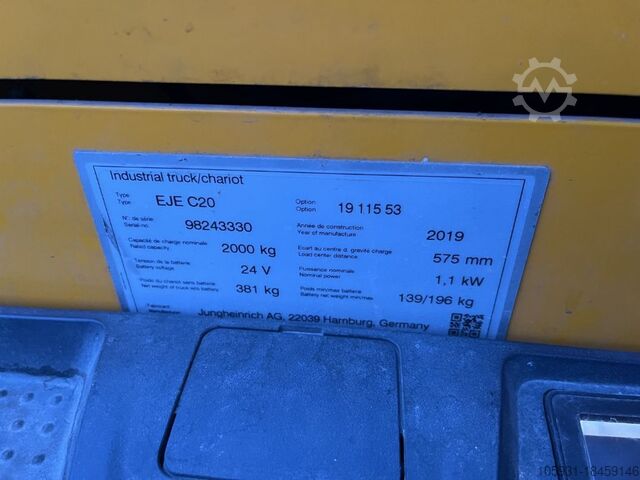 Industrial truck/chariot
Type
Type EJE C20 Option
Option 19 115 53
N°. de série
Serial-no. 98243330 Année de construction
Year of manufacture 2019
Capacité de charge nominale
Rated capacity 2000 kg Ecart au centre d. gravité charge
Load center distance 575 mm
Tension de la batterie
Battery voltage 24 V Puissance nominale
Nominal power 1,1 kW
Poids du chariot sans batterie
Net weight of truck w/o battery 381 kg Poids min/max batterie
Battery net weight min/max 139/196 kg
Fabricant
Manufacturer Jungheinrich AG, 22039 Hamburg, Germany
105931-18459146